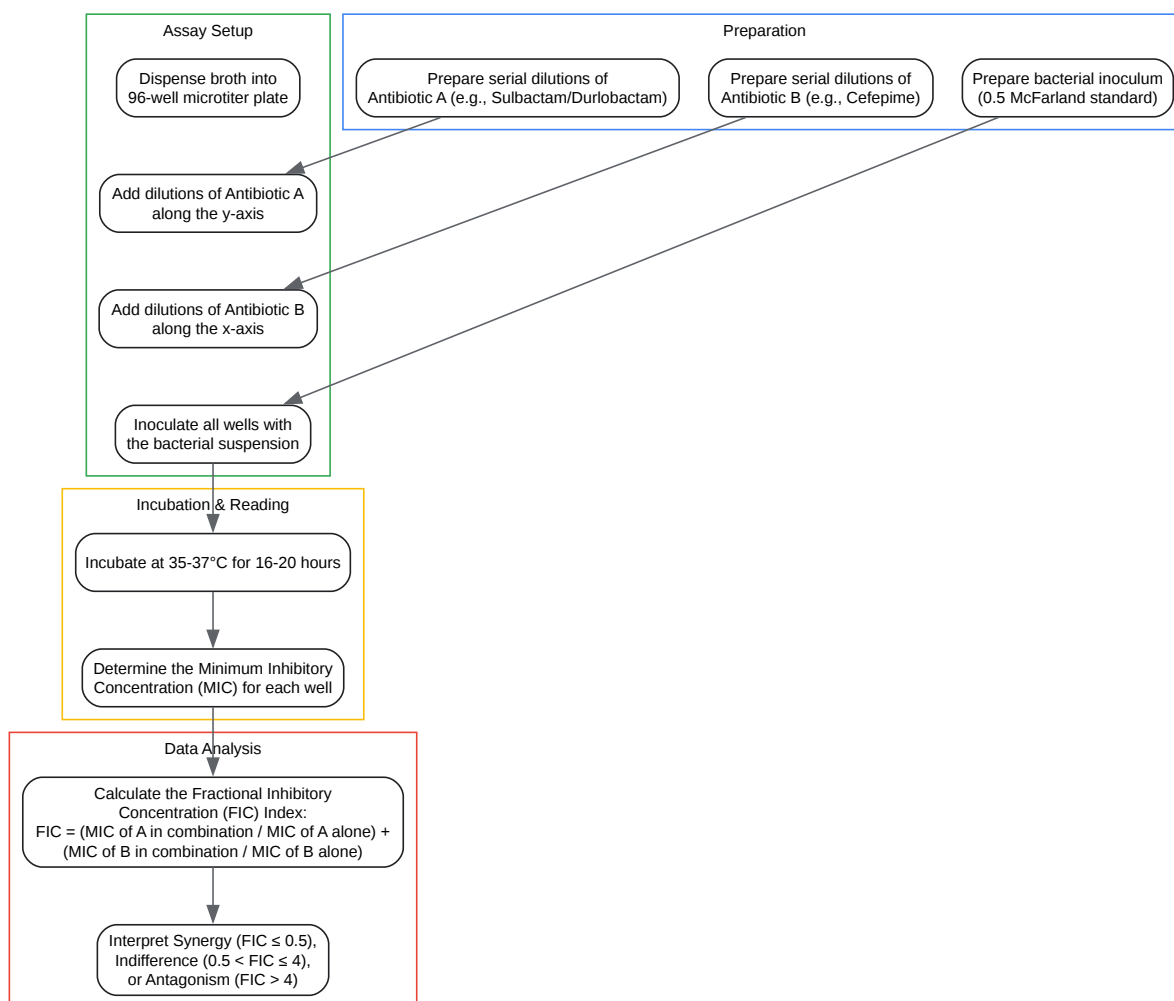 Assay Setup
Dispense broth into
96-well microtiter plate
Preparation
Prepare serial dilutions of
Antibiotic A (e.g., Sulbactam/Durlobactam)
Prepare serial dilutions of
Antibiotic B (e.g., Cefepime)
Prepare bacterial inoculum
(0.5 McFarland standard)
Add dilutions of Antibiotic A
along the y-axis
Add dilutions of Antibiotic B
along the x-axis
Inoculate all wells with
the bacterial suspension
Incubation & Reading
Incubate at 35-37°C for 16-20 hours
Determine the Minimum Inhibitory
Concentration (MIC) for each well
Data Analysis
Calculate the Fractional Inhibitory
Concentration (FIC) Index:
FIC = (MIC of A in combination / MIC of A alone) +
(MIC of B in combination / MIC of B alone)
Interpret Synergy (FIC ≤ 0.5),
Indifference (0.5 < FIC ≤ 4),
or Antagonism (FIC > 4)